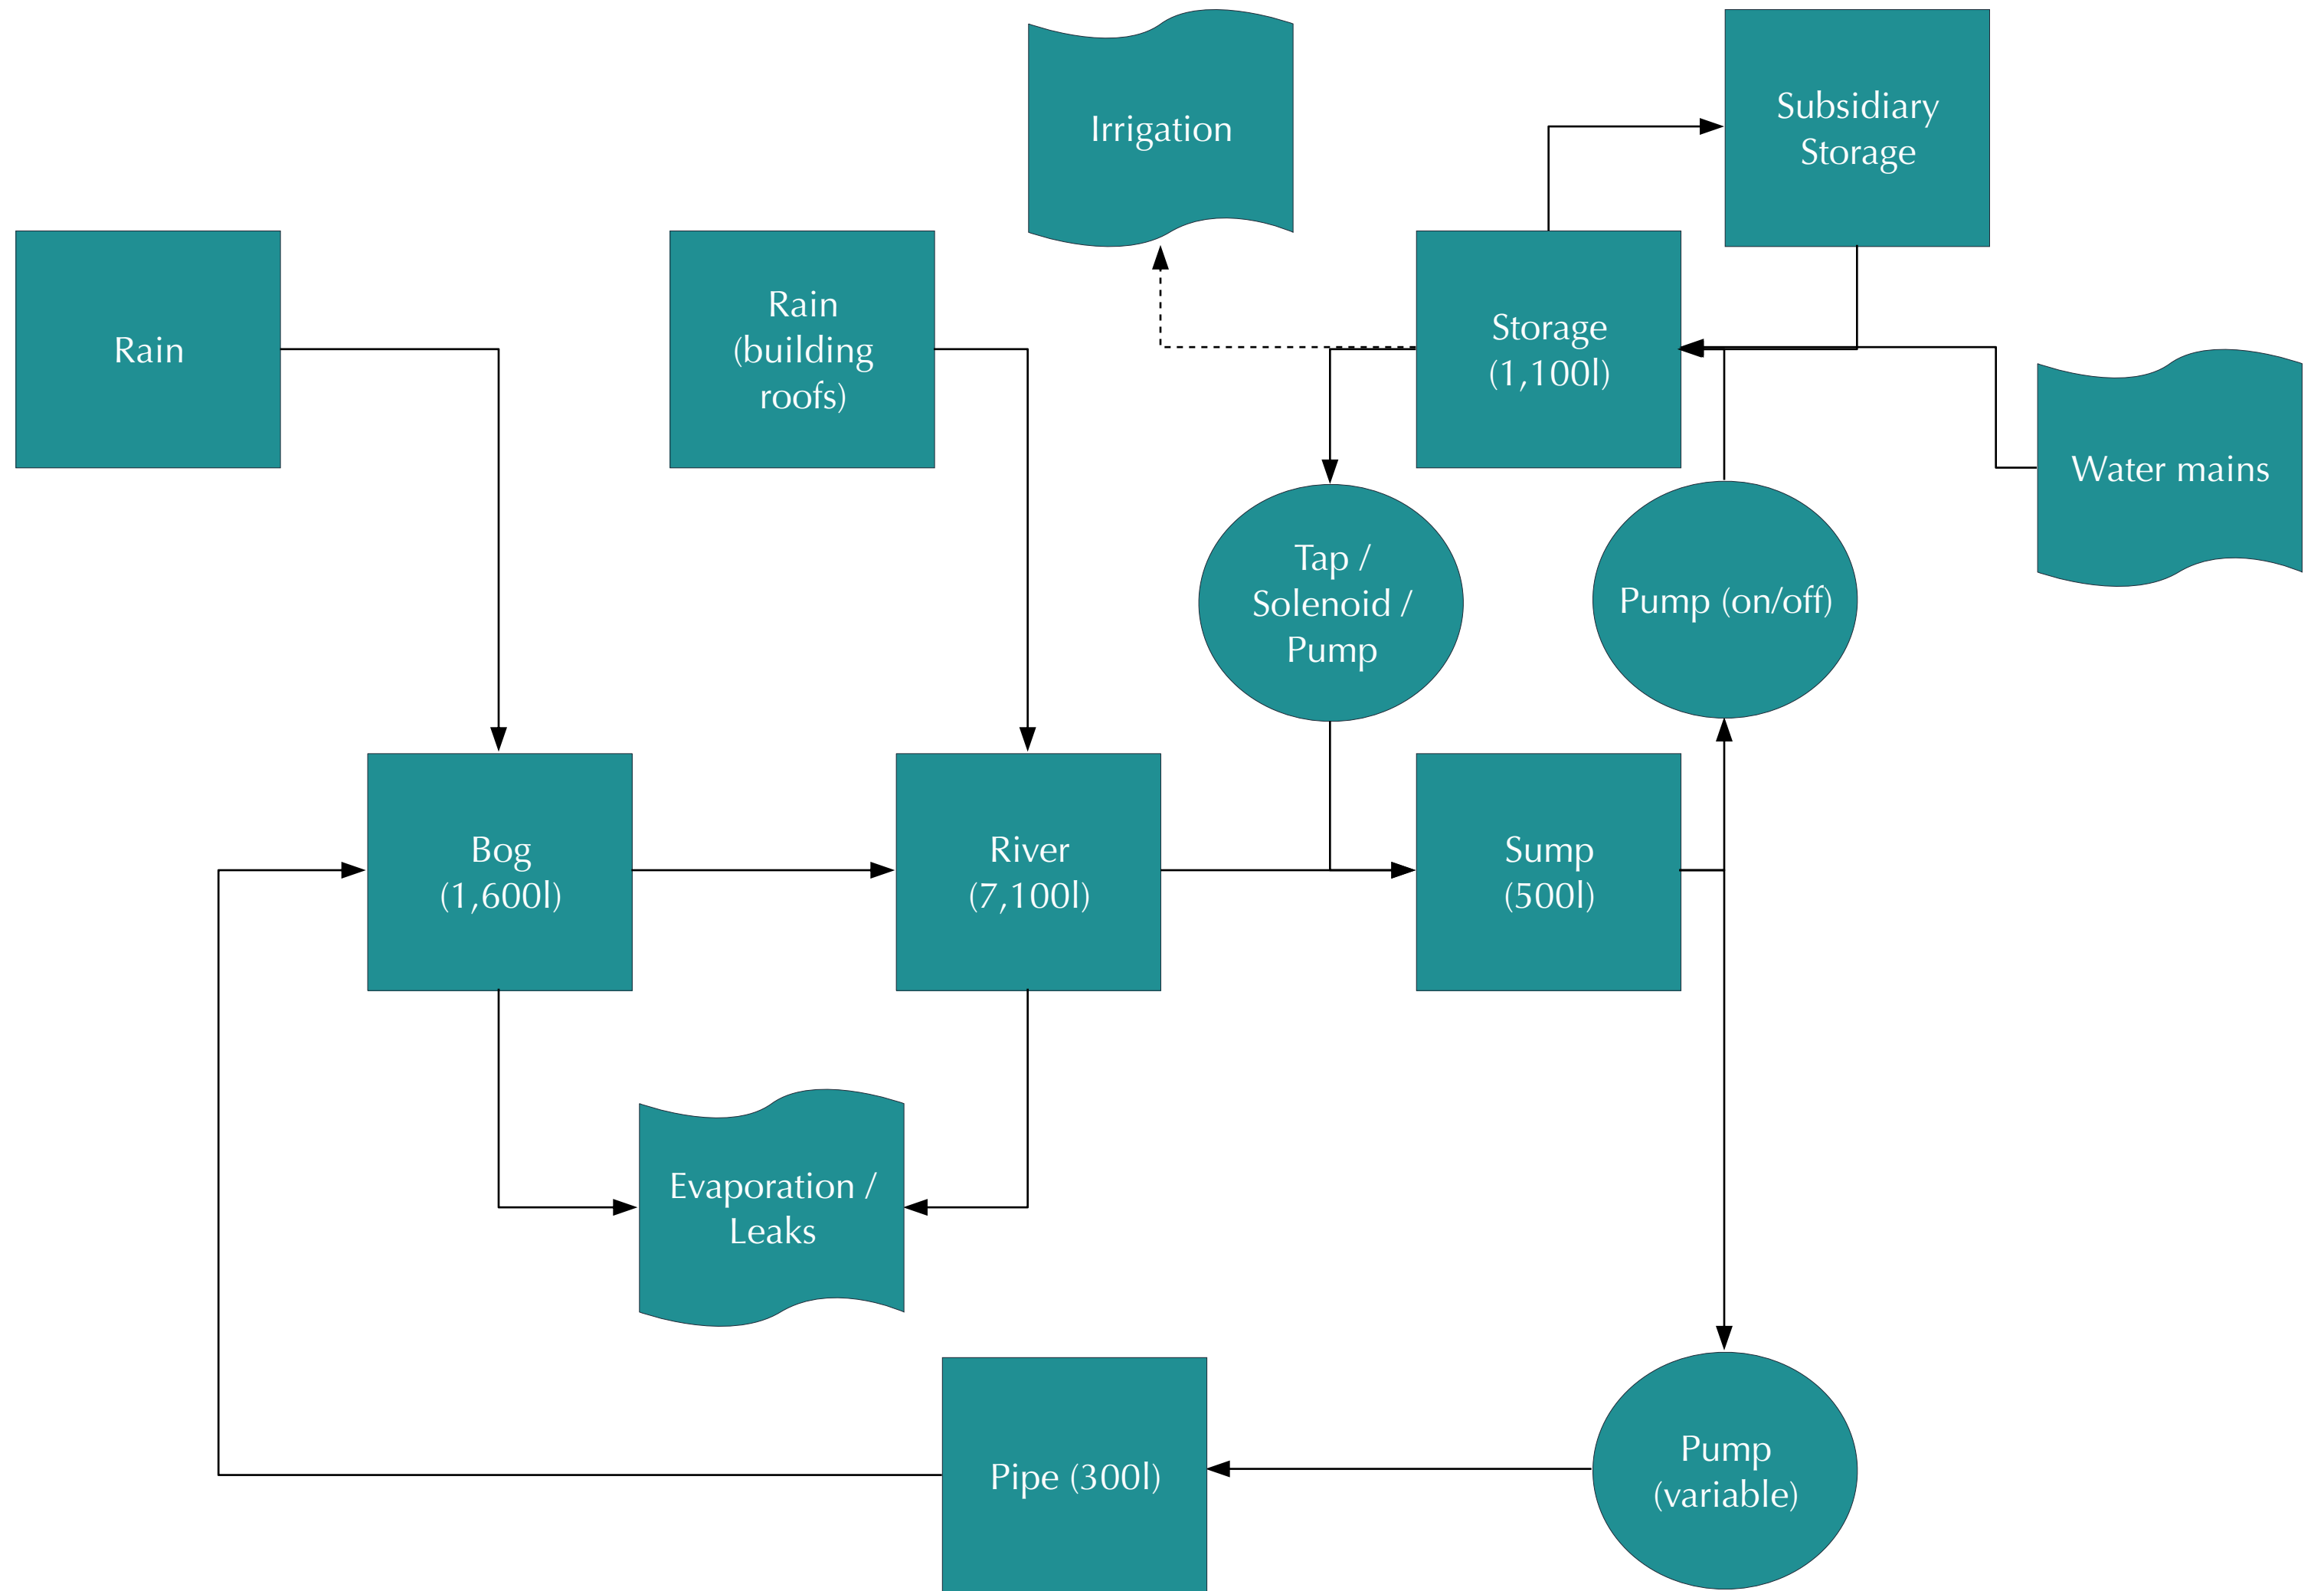 Irrigation
Subsidiary
Storage
Rain
Rain
(building
roofs)
Storage
(1,100l)
Water mains
Tap /
Solenoid /
Pump
Pump (on/off)
Bog
(1,600l)
River
(7,100l)
Sump
(500l)
Evaporation /
Leaks
Pipe (300l)
Pump
(variable)